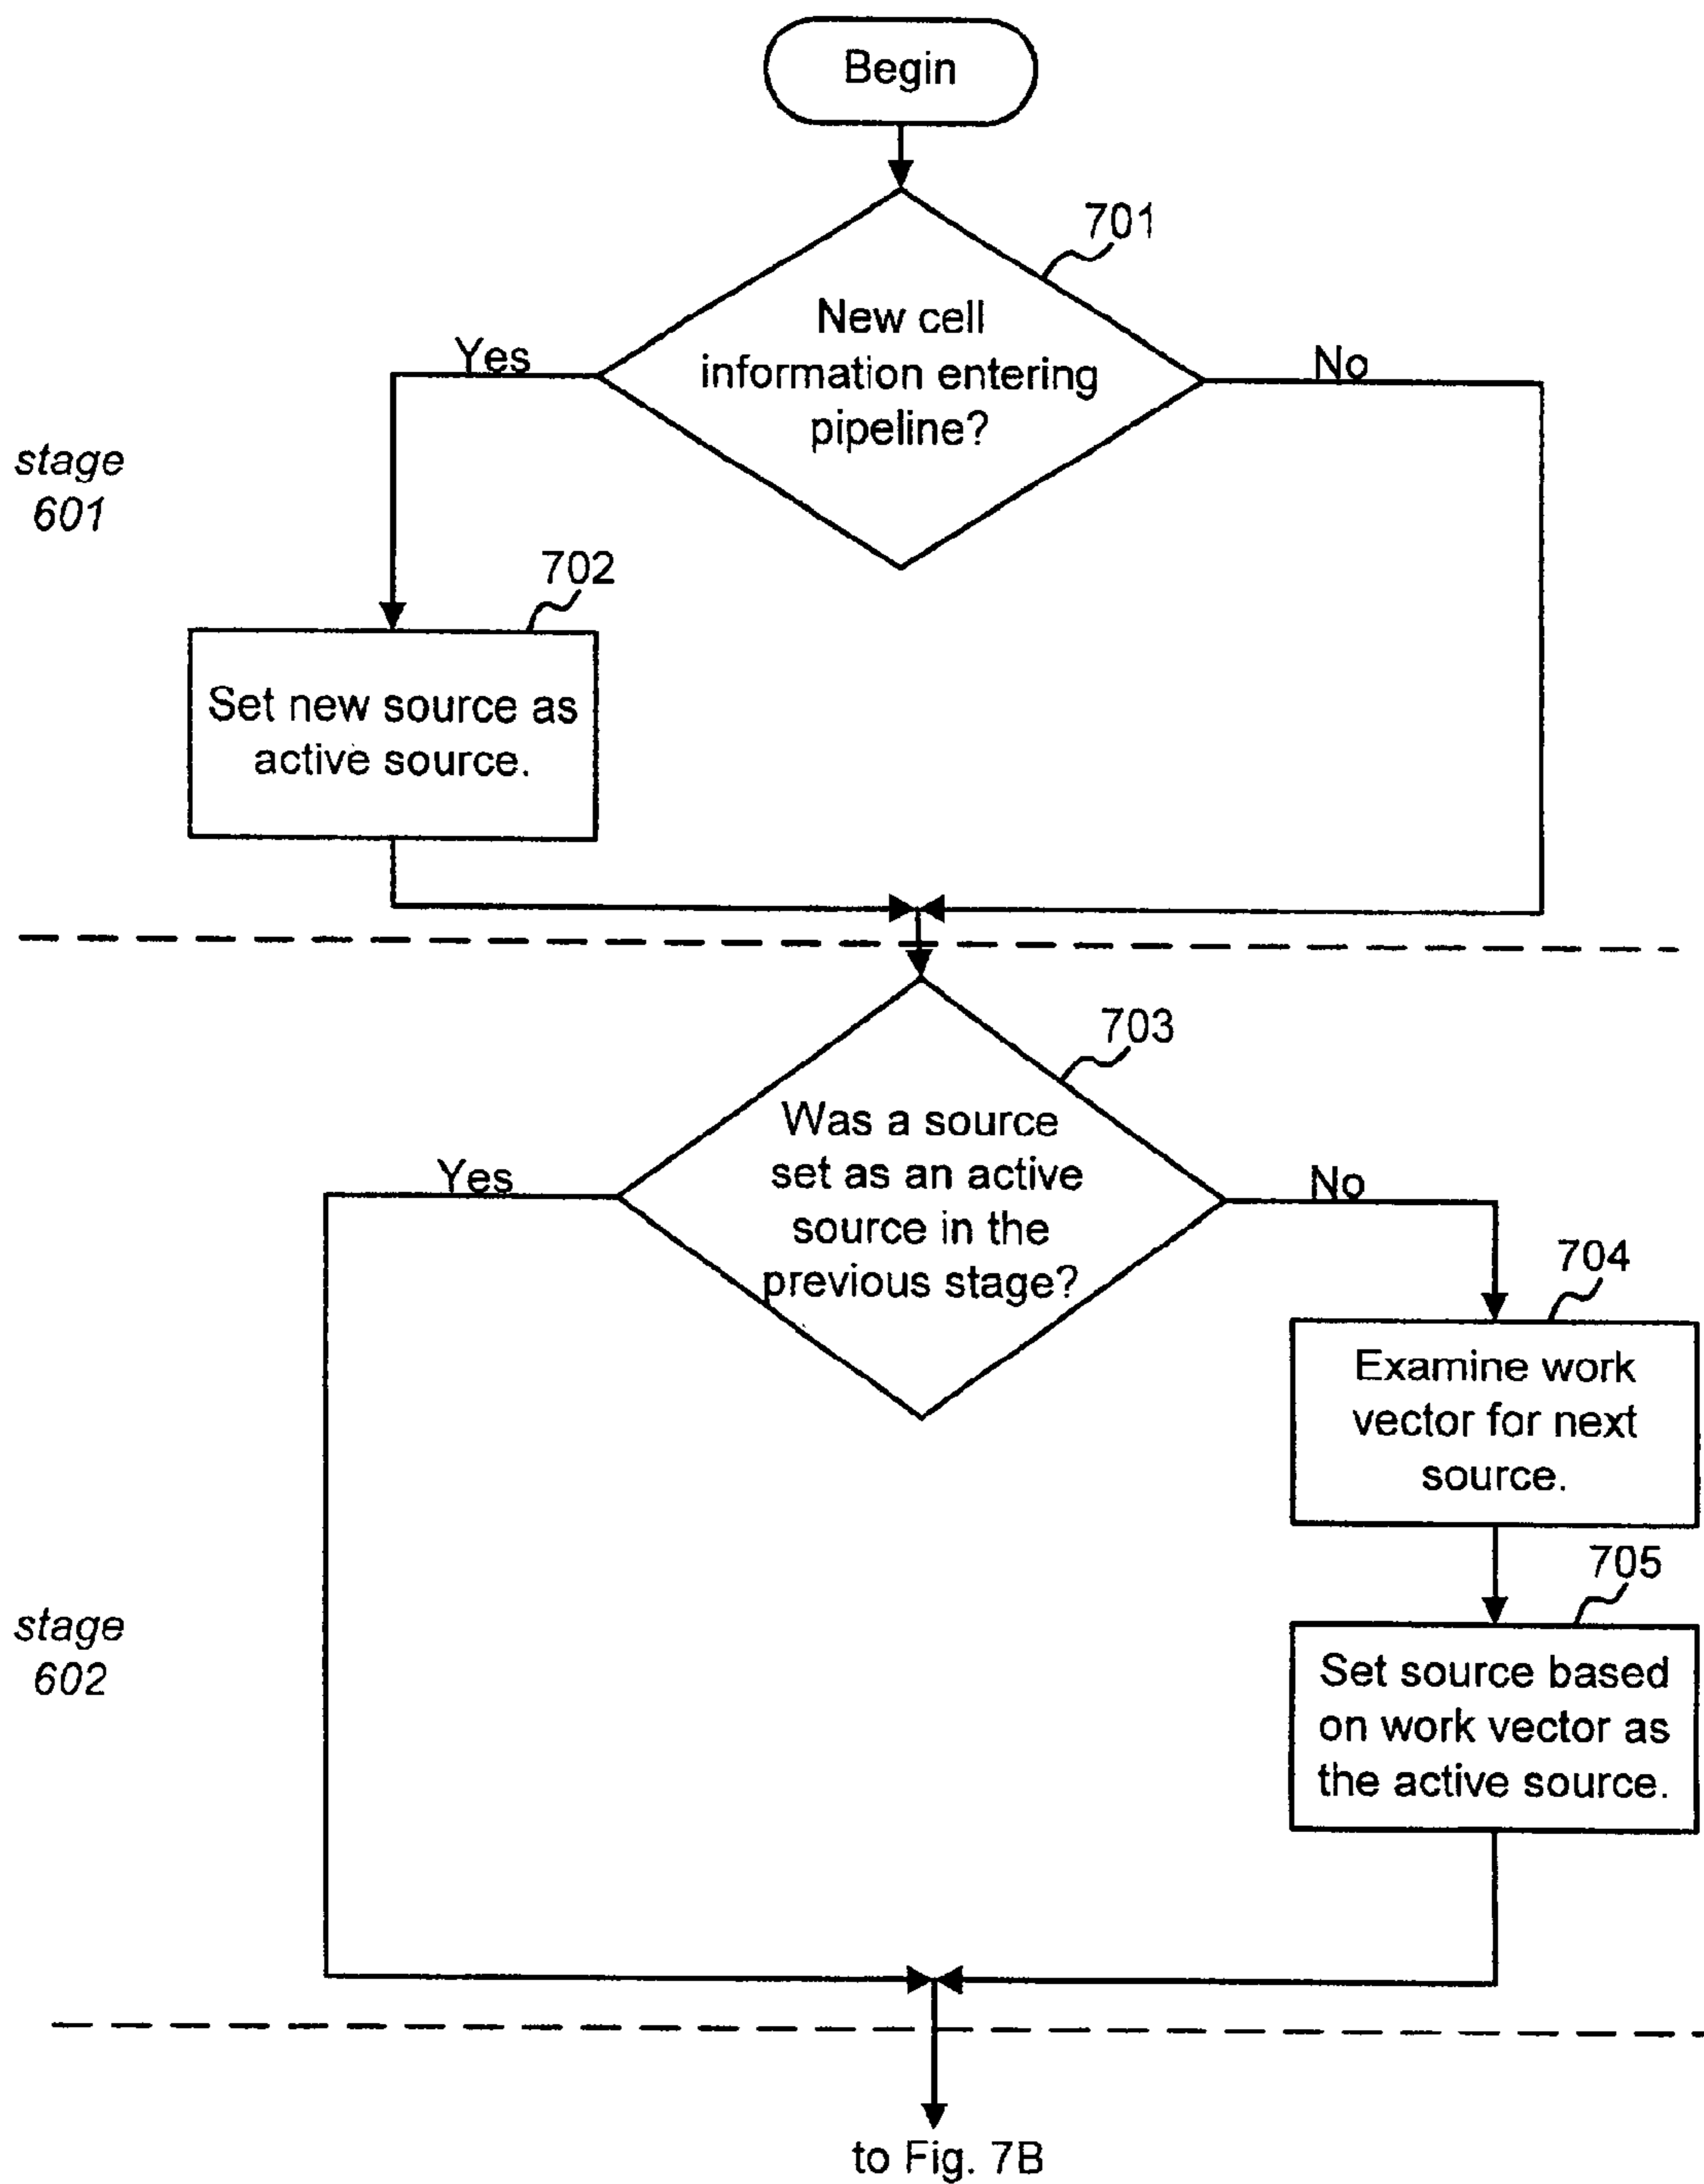 Begin
701
New cell
information entering
pipeline?
Yes
No
stage
601
702
Set new source as
active source.
703
Was a source
set as an active
source in the
previous stage?
Yes
No
704
Examine work
vector for next
source.
705
stage
602
Set source based
on work vector as
the active source.
to Fig. 7B